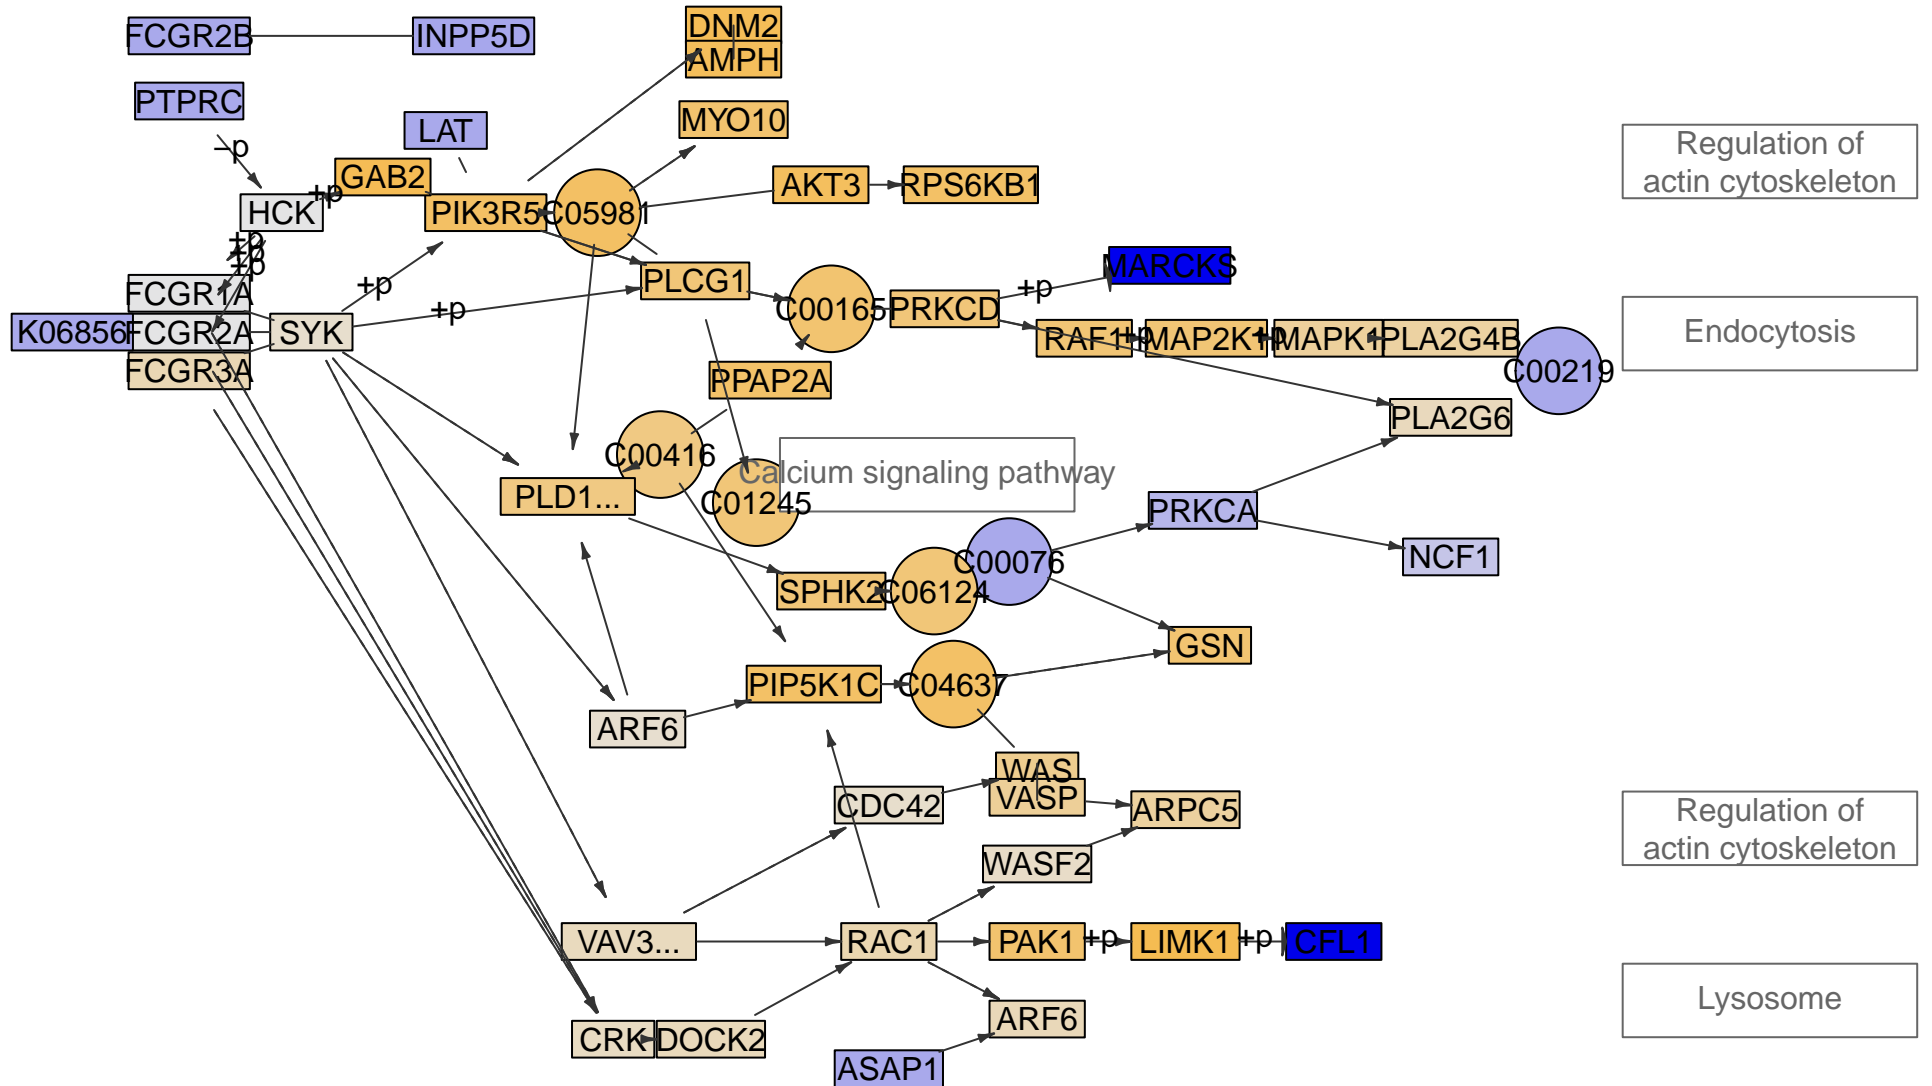 FCGR2B
INPP5D
DNM2
AMPH
PTPRC
LAT
MYO10
Regulation of
actin cytoskeleton
–p
GAB2
+p
HCK
PIK3R5
C05981
AKT3
RPS6KB1
+p
+p
+p
FCGR1A
+p
PLCG1
MARCKS
+p
C00165
PRKCD
K06856
FCGR2A
SYK
+p
RAF1
+p
MAP2K1
+p
MAPK1
PLA2G4B
Endocytosis
FCGR3A
PPAP2A
C00219
PLA2G6
C00416
Calcium signaling pathway
PLD1...
C01245
PRKCA
NCF1
C00076
SPHK2
C06124
GSN
PIP5K1C
C04637
ARF6
WAS
VASP
CDC42
ARPC5
Regulation of
actin cytoskeleton
WASF2
VAV3...
RAC1
PAK1
+p
LIMK1
+p
CFL1
Lysosome
ARF6
CRK
DOCK2
ASAP1